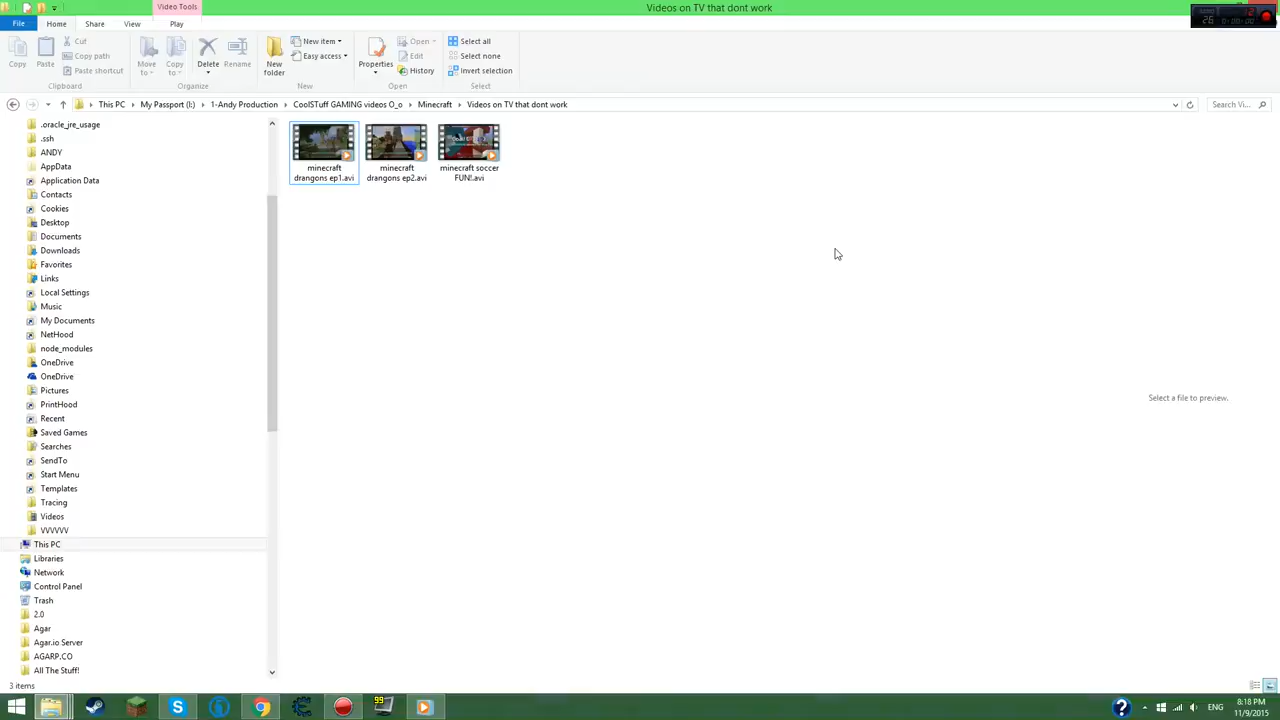 Video Tools
Videos on TV that dont work
File
Home
Share
View
Play
Copy
Paste
Cut
Copy path
Paste shortcut
Clipboard
Move to
Copy to
Delete
Rename
Organize
New folder
New item
Easy access
New
Properties
Open
Edit
History
Open
Select all
Select none
Invert selection
Select
This PC
My Passport (I:)
1-Andy Production
CoolSTuff GAMING videos O_o
Minecraft
Videos on TV that dont work
Search Vi...
.oracle_jre_usage
.ssh
ANDY
AppData
Application Data
Contacts
Cookies
Desktop
Documents
Downloads
Favorites
Links
Local Settings
Music
My Documents
NetHood
node_modules
OneDrive
OneDrive
Pictures
PrintHood
Recent
Saved Games
Searches
SendTo
Start Menu
Templates
Tracing
Videos
VVVVVV
This PC
Libraries
Network
Control Panel
Trash
2.0
Agar
Agar.io Server
AGARP.CO
All The Stuff!
minecraft
drangons ep1.avi
minecraft
drangons ep2.avi
minecraft soccer
FUN!.avi
Select a file to preview.
3 items
99
ENG
8:18 PM
11/9/2015